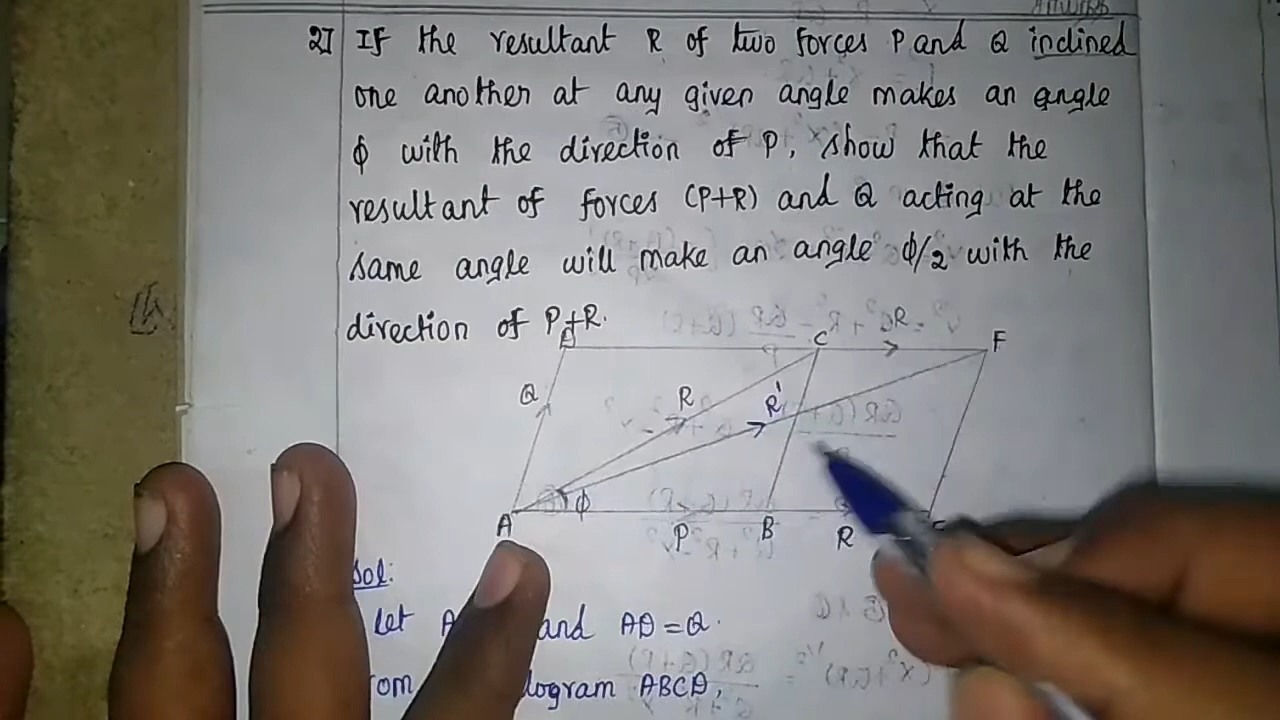 27 If the resultant R of two forces P and Q inclined
one another at any given angle makes an angle
ϕ with the direction of P, show that the
resultant of forces (P+R) and Q acting at the
same angle will make an angle ϕ/2 with the
direction of P+R.
D C R F
Q R R'
A ϕ P B R
Sol:
Let and AD = Q.
ABCD,